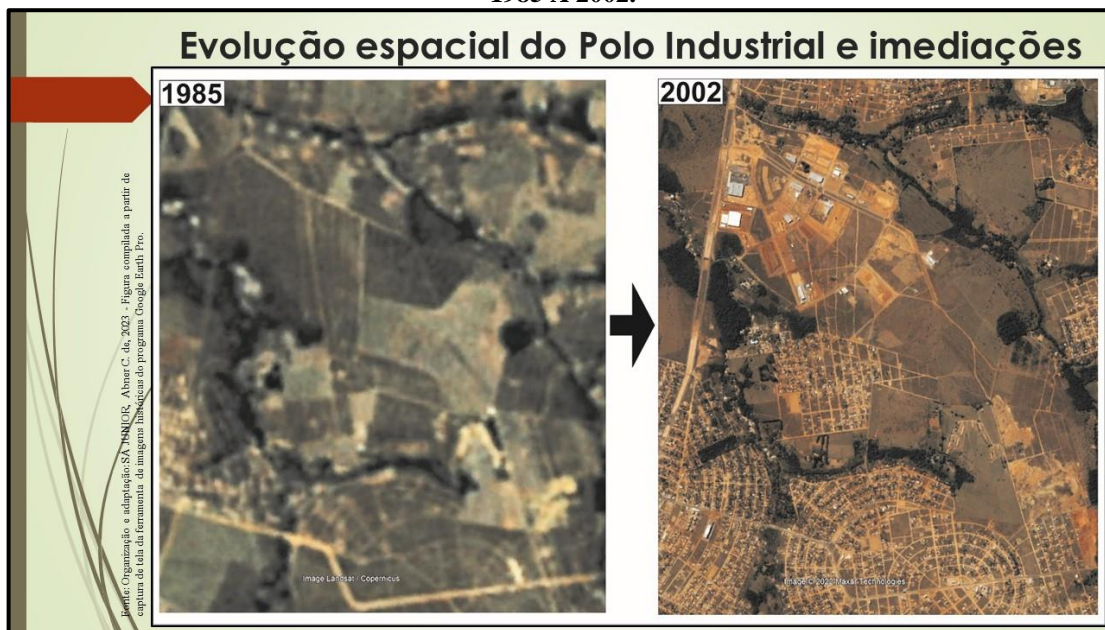 1985 A 2002.
Evolução espacial do Polo Industrial e imediações
1985
2002
Fonte: Organização e adaptação: SÁ JUNIOR, Abner C. de, 2023 - Figura compilada a partir de
captura de tela da ferramenta de imagens históricas do programa Google Earth Pro.
Image Landsat / Copernicus
Image © 2022 Maxar Technologies